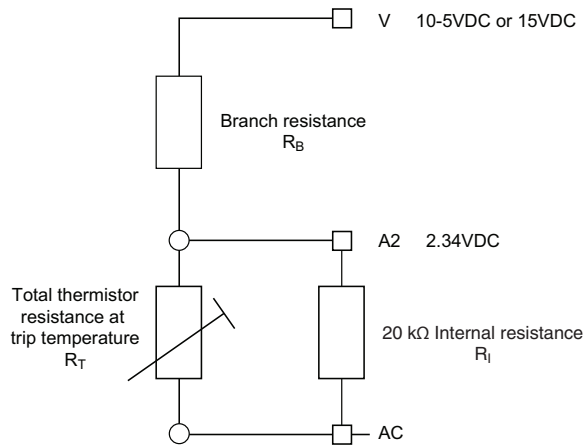 V 10-5VDC or 15VDC
Branch resistance
R_B
A2 2.34VDC
Total thermistor
resistance at
trip temperature
R_T
20 kΩ Internal resistance
R_I
AC